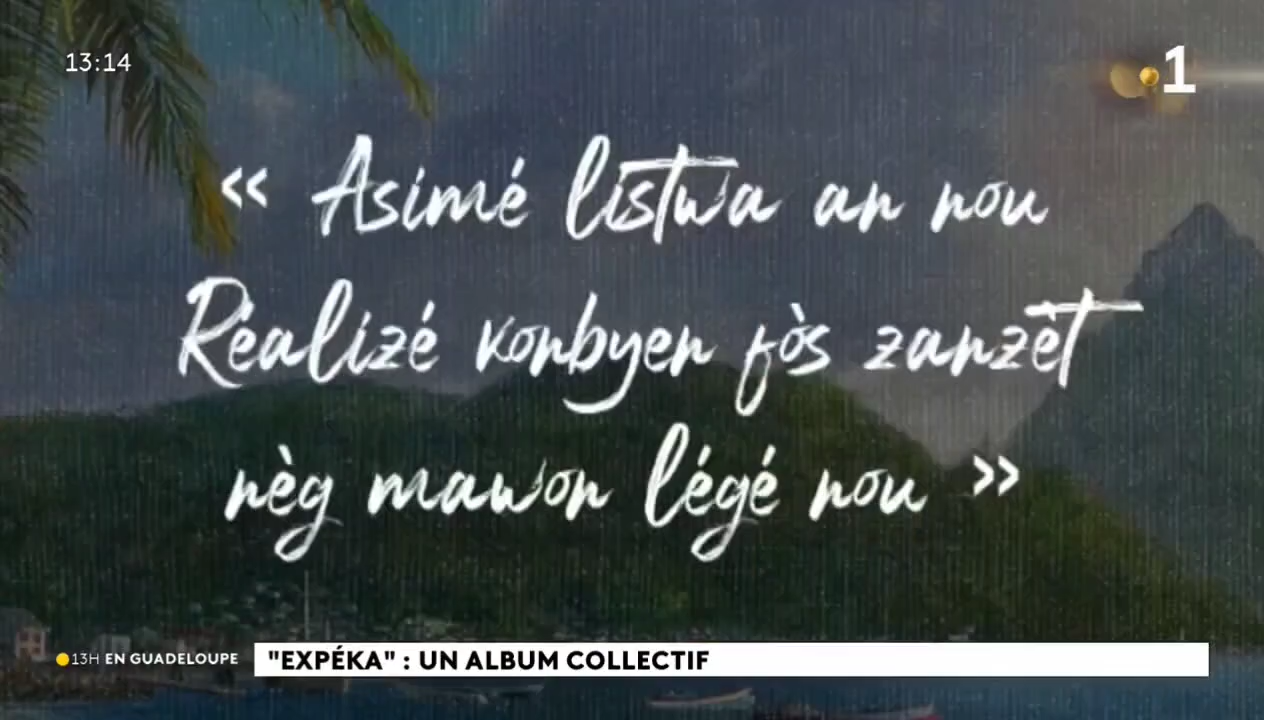 13:14
1
« Asimé listwa an nou
Réalizé konbyen fòs zanzèt
nèg mawon légé nou »
13H EN GUADELOUPE
"EXPÉKA" : UN ALBUM COLLECTIF